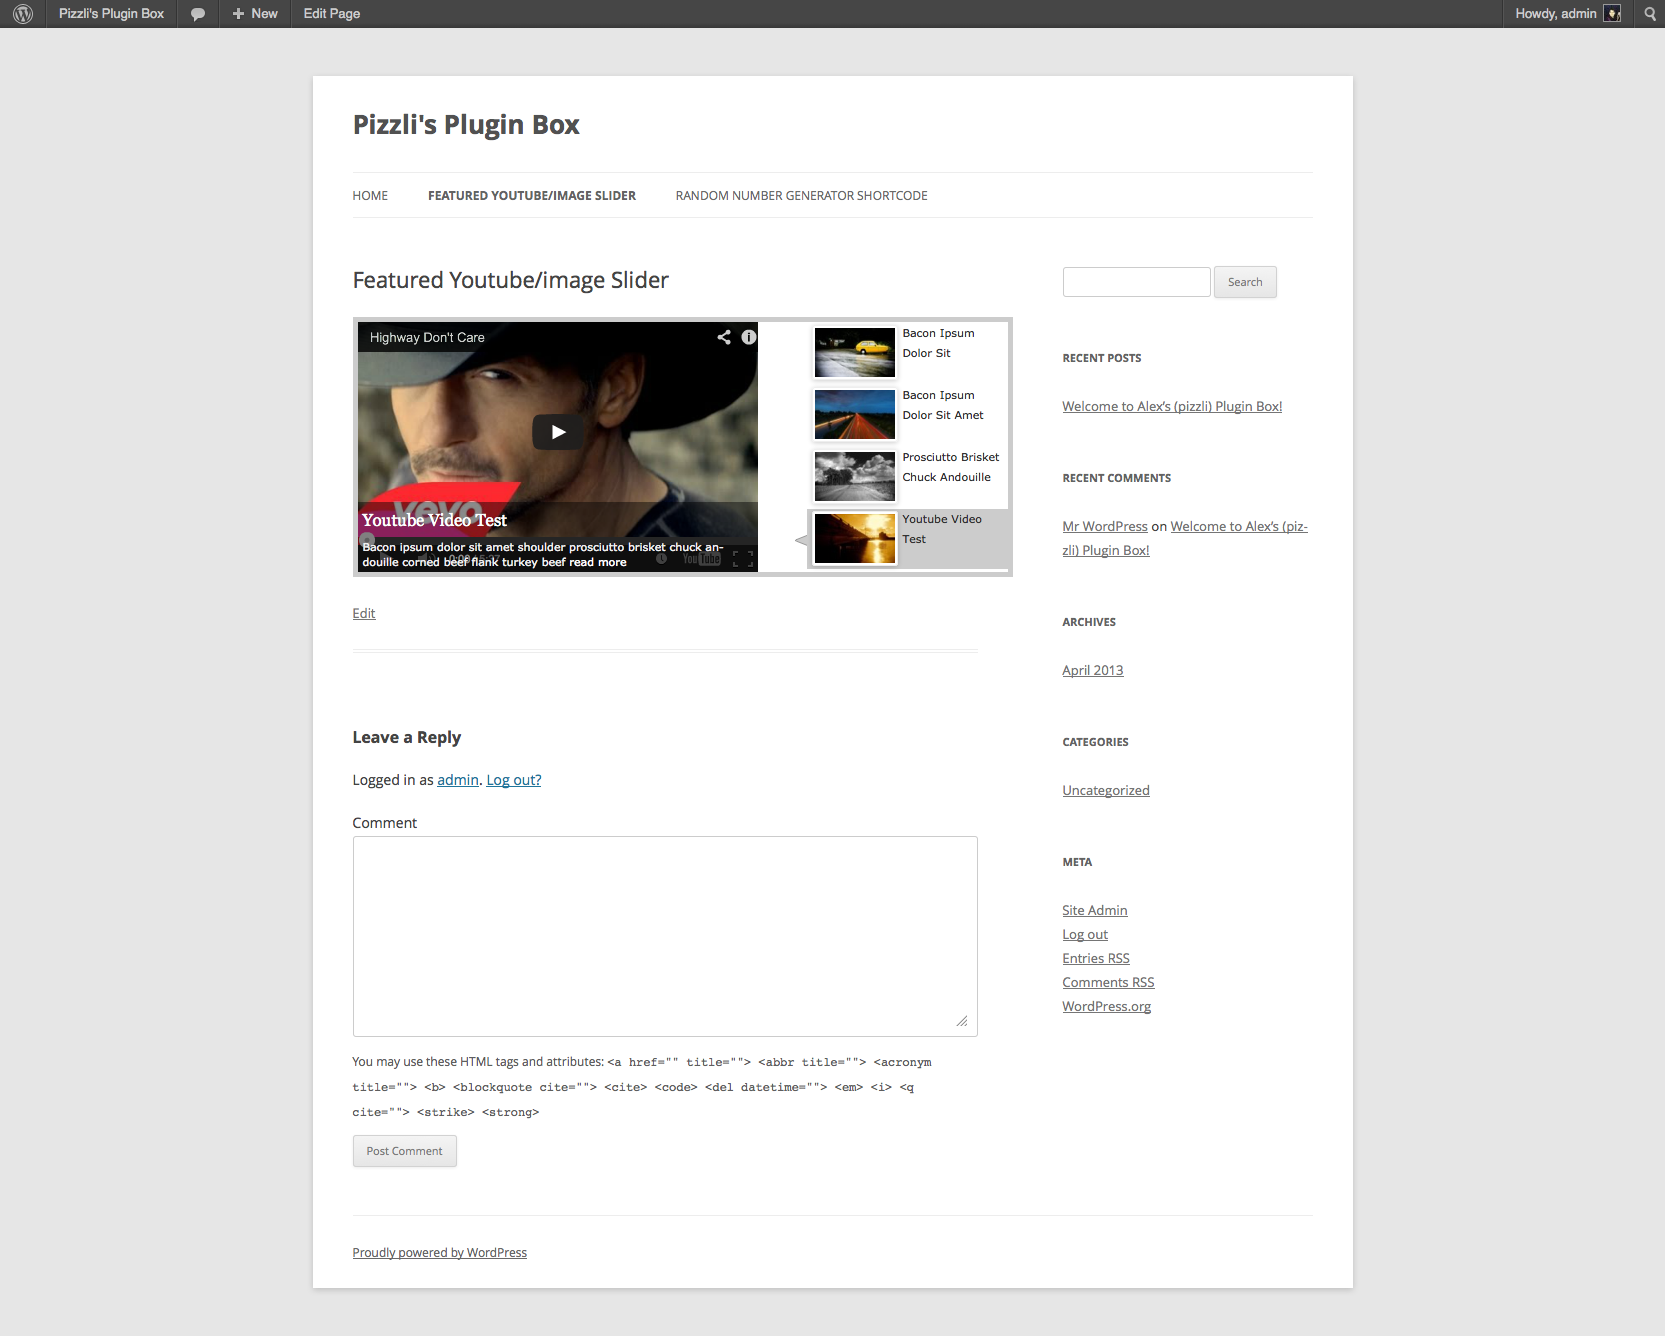 Pizzli's Plugin Box
New
Edit Page
Howdy, admin
Pizzli's Plugin Box
HOME
FEATURED YOUTUBE/IMAGE SLIDER
RANDOM NUMBER GENERATOR SHORTCODE
Featured Youtube/image Slider
Highway Don't Care
vevo
Youtube Video Test
Bacon ipsum dolor sit amet shoulder prosciutto brisket chuck an-
douille corned beef flank turkey beef read more
YouTube
Bacon Ipsum
Dolor Sit
Bacon Ipsum
Dolor Sit Amet
Prosciutto Brisket
Chuck Andouille
Youtube Video
Test
Edit
Leave a Reply
Logged in as admin. Log out?
Comment
You may use these HTML tags and attributes: <a href="" title=""> <abbr title=""> <acronym
title=""> <b> <blockquote cite=""> <cite> <code> <del datetime=""> <em> <i> <q
cite=""> <strike> <strong>
Post Comment
Search
RECENT POSTS
Welcome to Alex's (pizzli) Plugin Box!
RECENT COMMENTS
Mr WordPress on Welcome to Alex's (piz-
zli) Plugin Box!
ARCHIVES
April 2013
CATEGORIES
Uncategorized
META
Site Admin
Log out
Entries RSS
Comments RSS
WordPress.org
Proudly powered by WordPress